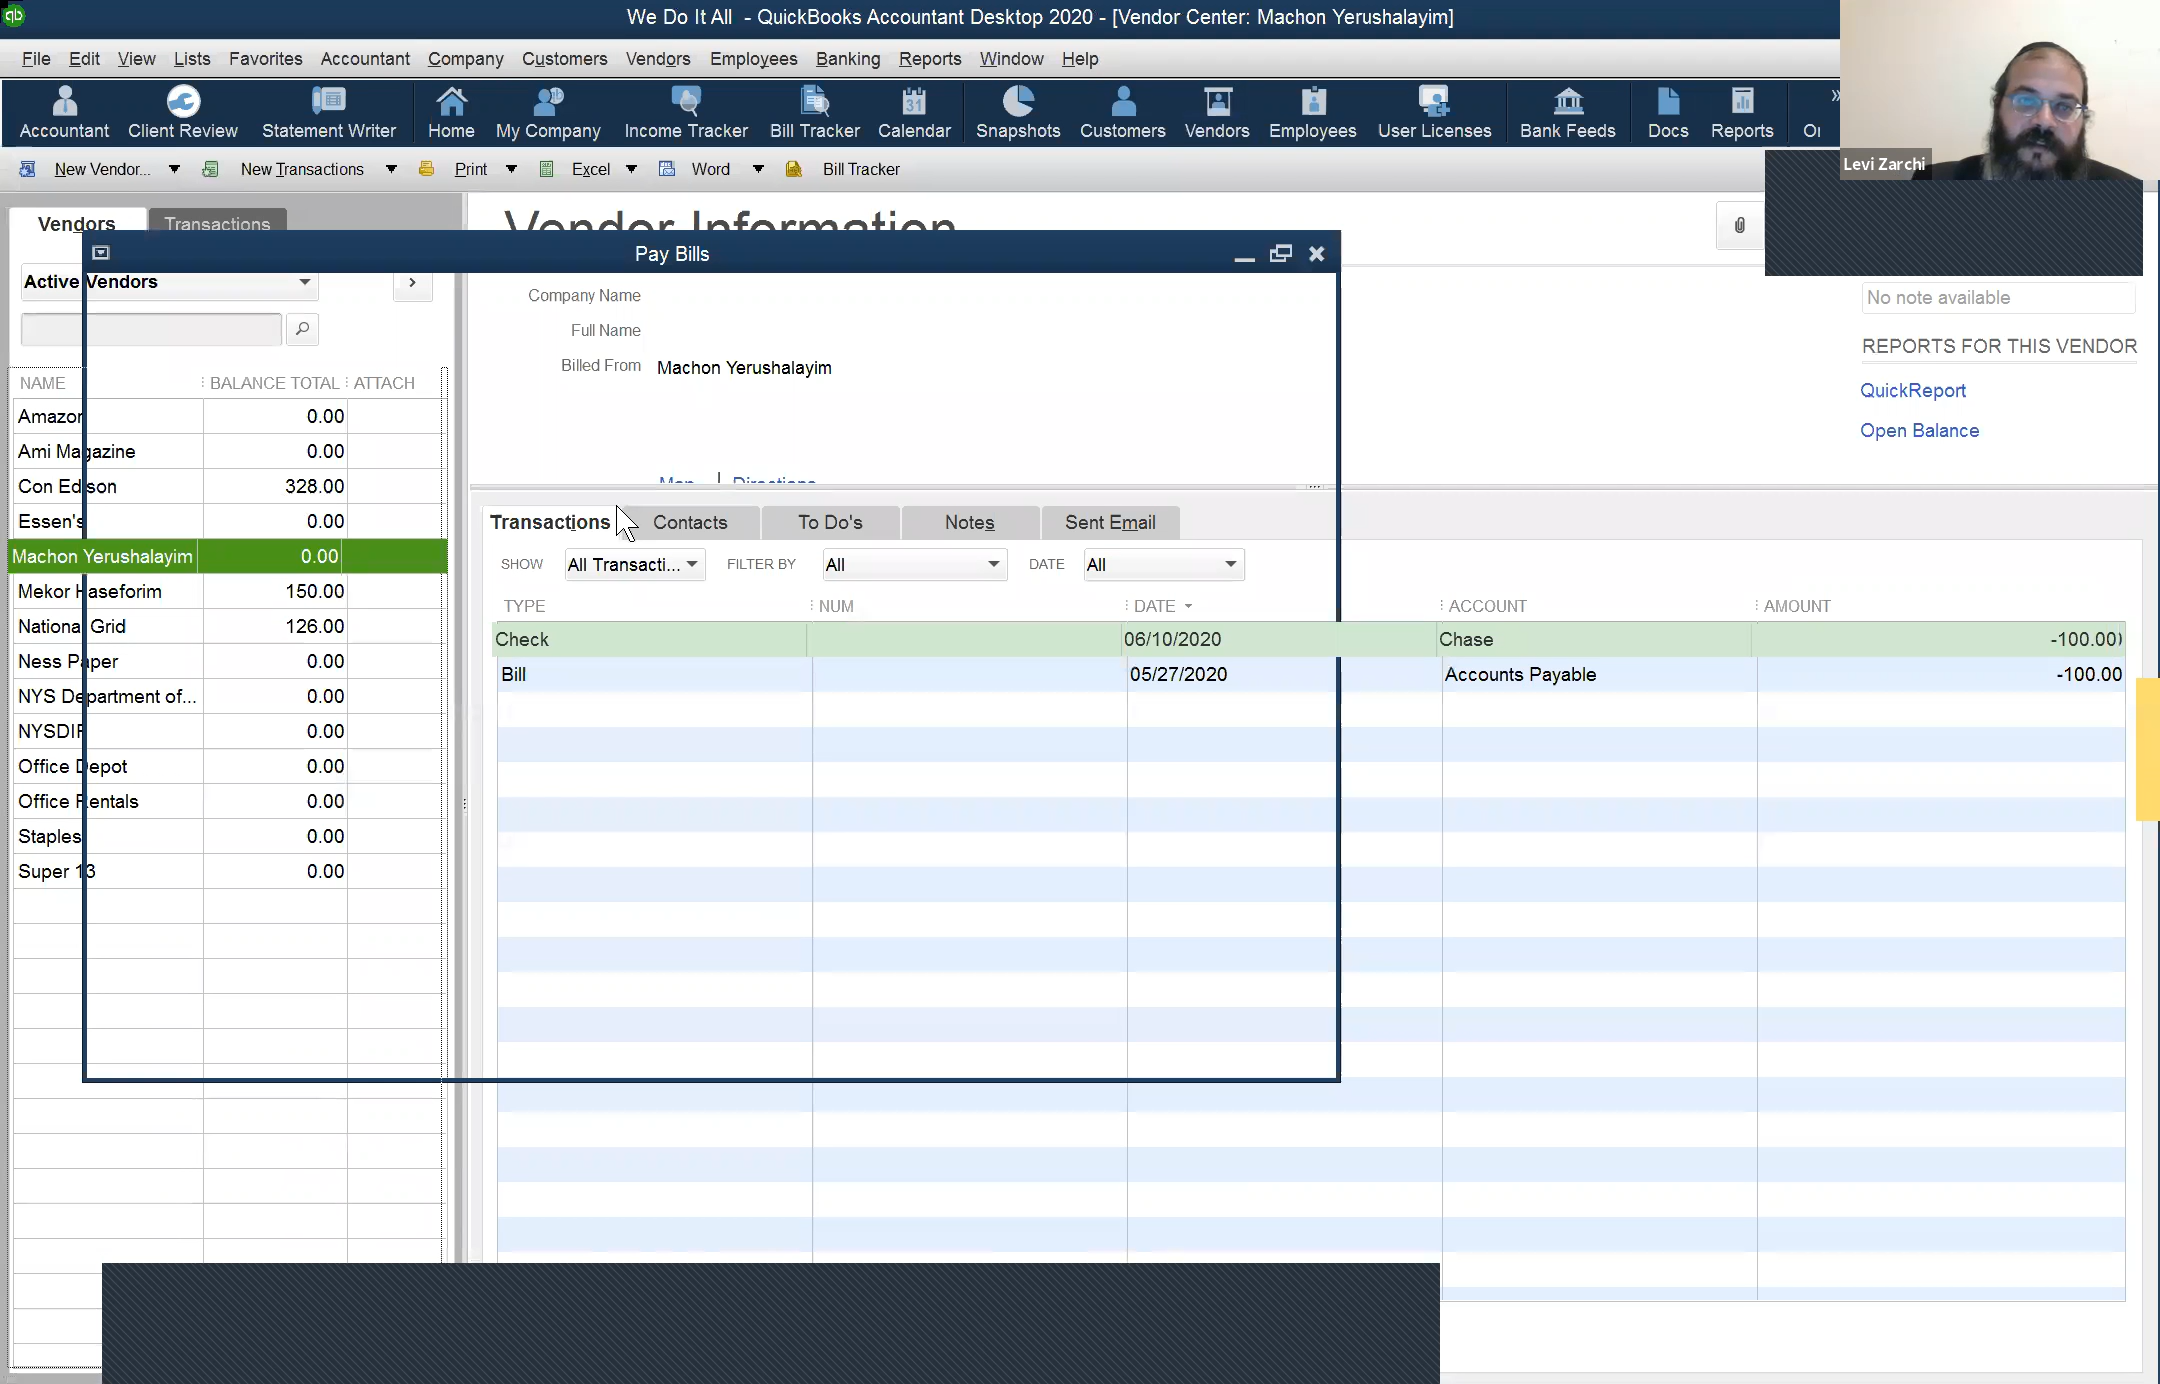 We Do It All - QuickBooks Accountant Desktop 2020 - [Vendor Center: Machon Yerushalayim]
File Edit View Lists Favorites Accountant Company Customers Vendors Employees Banking Reports Window Help
Accountant Client Review Statement Writer Home My Company Income Tracker Bill Tracker Calendar Snapshots Customers Vendors Employees User Licenses Bank Feeds Docs Reports
31
Levi Zarchi
New Vendor... New Transactions Print Excel Word Bill Tracker
Vendors Transactions
Vendor Information
Pay Bills
Active Vendors
Company Name
Full Name
Billed From Machon Yerushalayim
Map | Directions
No note available
REPORTS FOR THIS VENDOR
QuickReport
Open Balance
NAME BALANCE TOTAL ATTACH
Amazon 0.00
Ami Magazine 0.00
Con Edison 328.00
Essen's 0.00
Machon Yerushalayim 0.00
Mekor Haseforim 150.00
National Grid 126.00
Ness Paper 0.00
NYS Department of... 0.00
NYSDIF 0.00
Office Depot 0.00
Office Rentals 0.00
Staples 0.00
Super 13 0.00
Transactions Contacts To Do's Notes Sent Email
SHOW All Transacti... FILTER BY All DATE All
TYPE NUM DATE ACCOUNT AMOUNT
Check 06/10/2020 Chase -100.00
Bill 05/27/2020 Accounts Payable -100.00